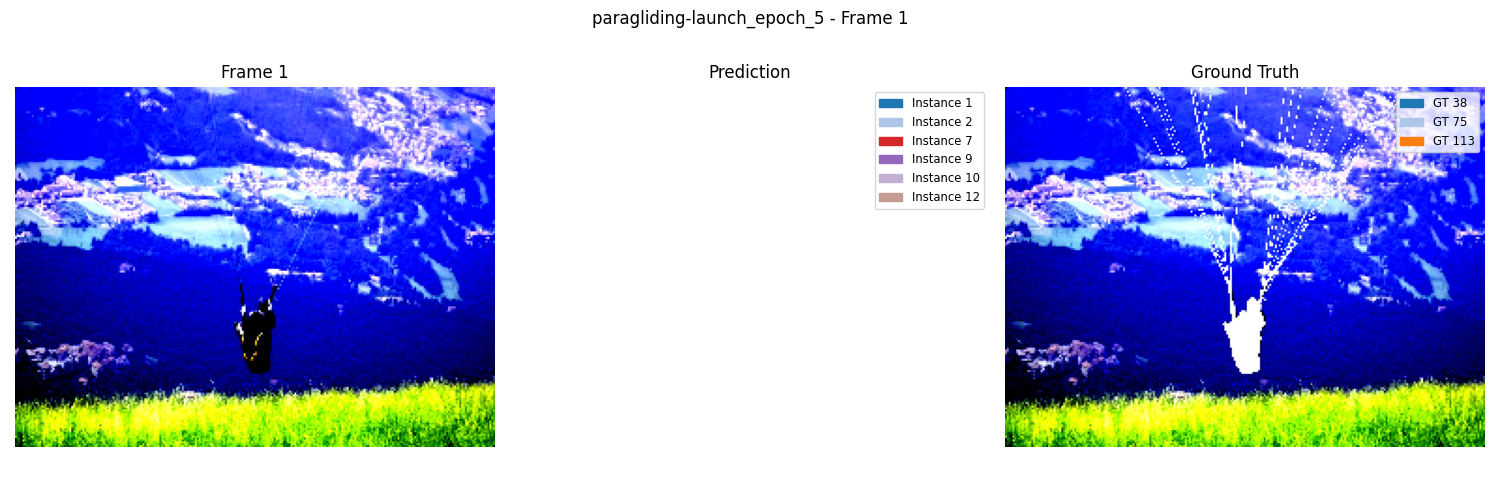 paragliding-launch_epoch_5 - Frame 1
Frame 1
Prediction
Ground Truth
Instance 1
Instance 2
Instance 7
Instance 9
Instance 10
Instance 12
GT 38
GT 75
GT 113